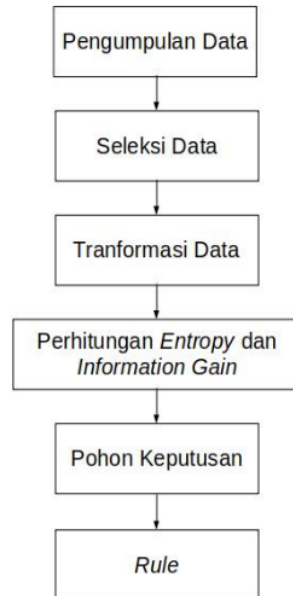 Pengumpulan Data
Seleksi Data
Tranformasi Data
Perhitungan Entropy dan
Information Gain
Pohon Keputusan
Rule